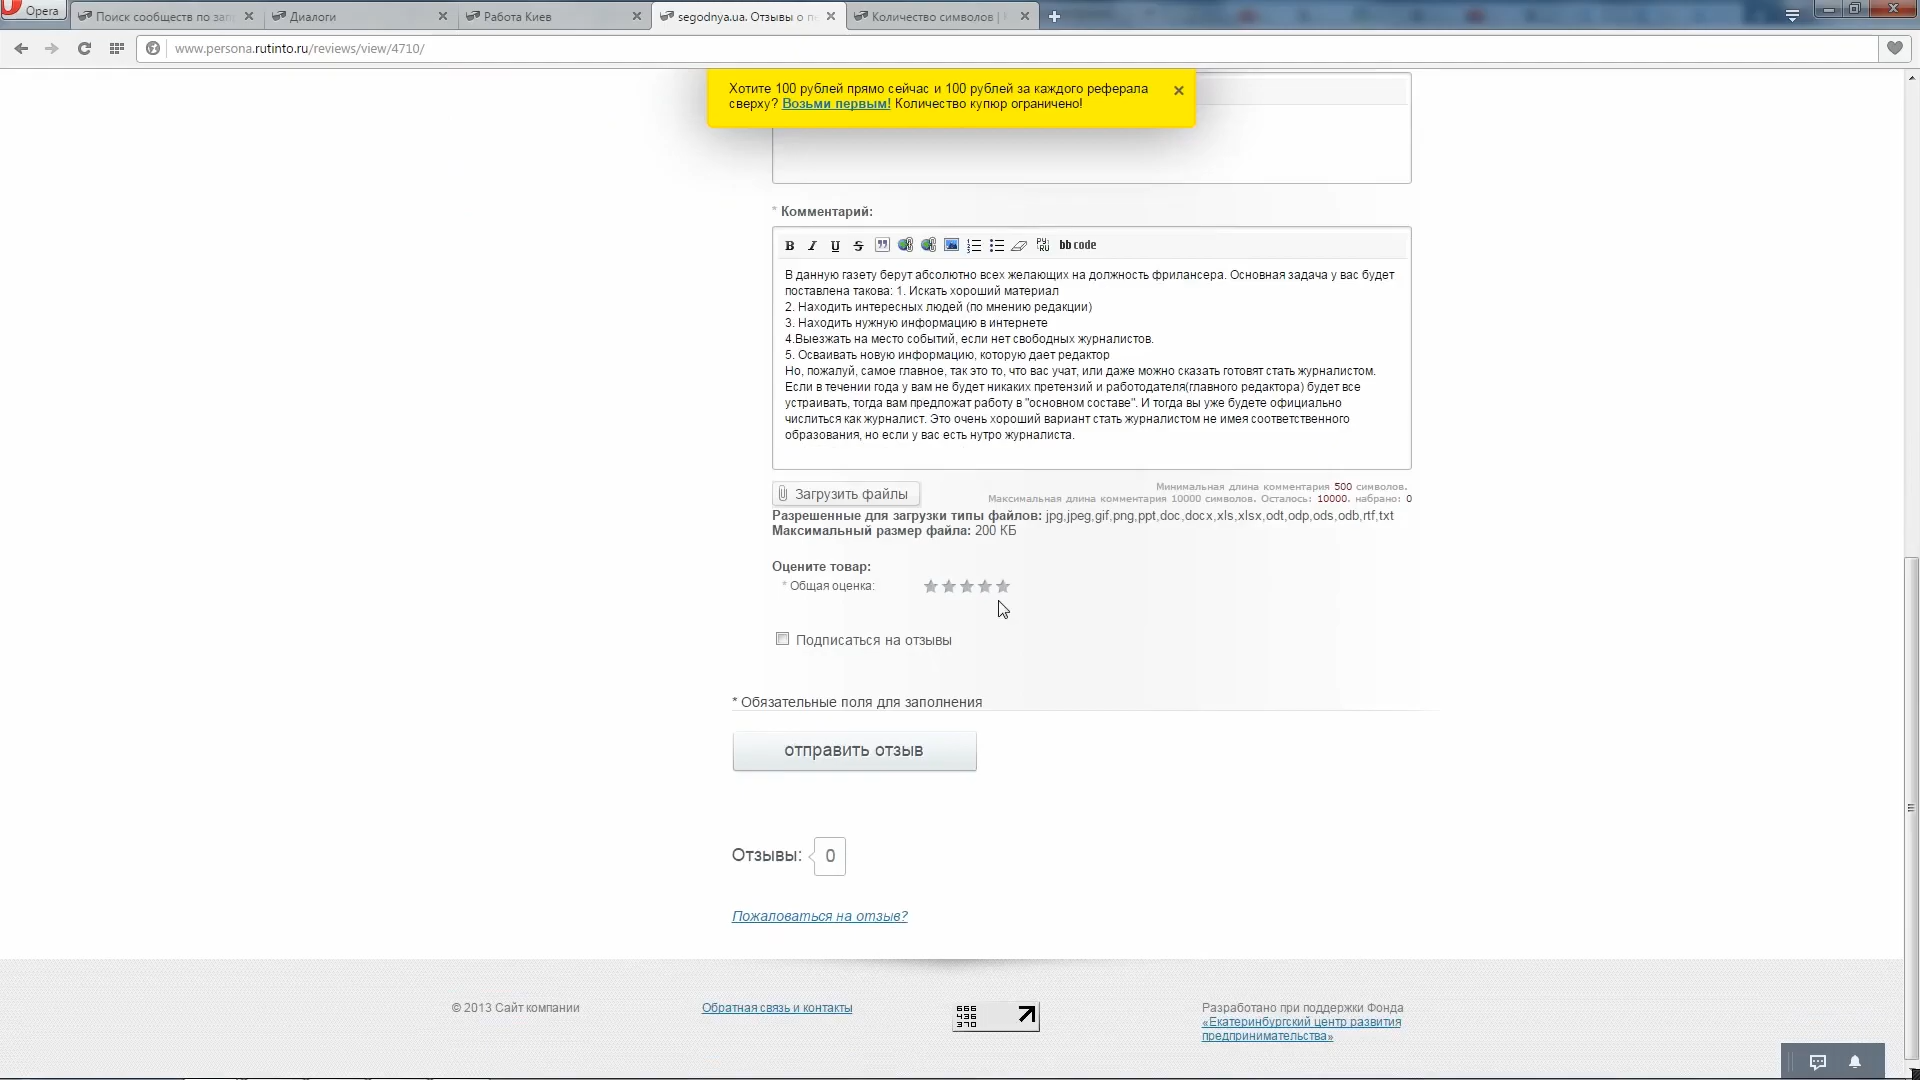 Opera
Поиск сообществ по зап
Диалоги
Работа Киев
segodnya.ua. Отзывы о п
Количество символов |
www.persona.rutinto.ru/reviews/view/4710/
Хотите 100 рублей прямо сейчас и 100 рублей за каждого реферала
сверху? Возьми первым! Количество купюр ограничено!
* Комментарий:
B I U S bb code
В данную газету берут абсолютно всех желающих на должность фрилансера. Основная задача у вас будет
поставлена такова: 1. Искать хороший материал
2. Находить интересных людей (по мнению редакции)
3. Находить нужную информацию в интернете
4.Выезжать на место событий, если нет свободных журналистов.
5. Осваивать новую информацию, которую дает редактор
Но, пожалуй, самое главное, так это то, что вас учат, или даже можно сказать готовят стать журналистом.
Если в течении года у вам не будет никаких претензий и работодателя(главного редактора) будет все
устраивать, тогда вам предложат работу в "основном составе". И тогда вы уже будете официально
числиться как журналист. Это очень хороший вариант стать журналистом не имея соответственного
образования, но если у вас есть нутро журналиста.
Загрузить файлы
Минимальная длина комментария 500 символов.
Максимальная длина комментария 10000 символов. Осталось: 10000. набрано: 0
Разрешенные для загрузки типы файлов: jpg,jpeg,gif,png,ppt,doc,docx,xls,xlsx,odt,odp,ods,odb,rtf,txt
Максимальный размер файла: 200 КБ
Оцените товар:
* Общая оценка:
Подписаться на отзывы
* Обязательные поля для заполнения
отправить отзыв
Отзывы: 0
Пожаловаться на отзыв?
© 2013 Сайт компании
Обратная связь и контакты
666
436
370
Разработано при поддержки Фонда
«Екатеринбургский центр развития
предпринимательства»